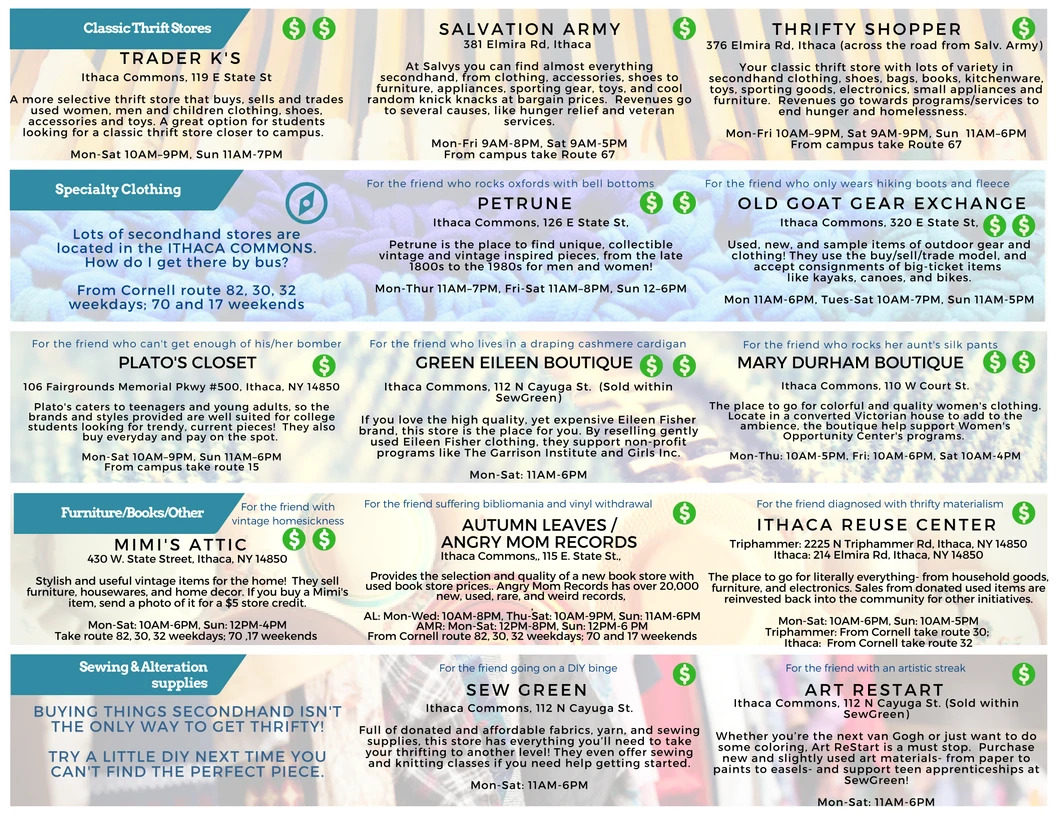 Classic Thrift Stores
TRADER K'S
Ithaca Commons, 119 E State St
A more selective thrift store that buys, sells and trades
used women, men and children clothing, shoes,
accessories and toys. A great option for students
looking for a classic thrift store closer to campus.
Mon-Sat 10AM–9PM, Sun 11AM-7PM
SALVATION ARMY
381 Elmira Rd, Ithaca
At Salvys you can find almost everything
secondhand, from clothing, accessories, shoes to
furniture, appliances, sporting gear, toys, and cool
random knick knacks at bargain prices. Revenues go
to several causes, like hunger relief and veteran
services.
Mon-Fri 9AM-8PM, Sat 9AM-5PM
From campus take Route 67
THRIFTY SHOPPER
376 Elmira Rd, Ithaca (across the road from Salv. Army)
Your classic thrift store with lots of variety in
secondhand clothing, shoes, bags, books, kitchenware,
toys, sporting goods, electronics, small appliances and
furniture. Revenues go towards programs/services to
end hunger and homelessness.
Mon-Fri 10AM–9PM, Sat 9AM-9PM, Sun 11AM–6PM
From campus take Route 67
Specialty Clothing
Lots of secondhand stores are
located in the ITHACA COMMONS.
How do I get there by bus?
From Cornell route 82, 30, 32
weekdays; 70 and 17 weekends
For the friend who rocks oxfords with bell bottoms
PETRUNE
Ithaca Commons, 126 E State St,
Petrune is the place to find unique, collectible
vintage and vintage inspired pieces, from the late
1800s to the 1980s for men and women!
Mon-Thur 11AM–7PM, Fri-Sat 11AM–8PM, Sun 12–6PM
For the friend who only wears hiking boots and fleece
OLD GOAT GEAR EXCHANGE
Ithaca Commons, 320 E State St,
Used, new, and sample items of outdoor gear and
clothing! They use the buy/sell/trade model, and
accept consignments of big-ticket items
like kayaks, canoes, and bikes.
Mon 11AM-6PM, Tues-Sat 10AM-7PM, Sun 11AM-5PM
For the friend who can't get enough of his/her bomber
PLATO'S CLOSET
106 Fairgrounds Memorial Pkwy #500, Ithaca, NY 14850
Plato's caters to teenagers and young adults, so the
brands and styles provided are well suited for college
students looking for trendy, current pieces! They also
buy everyday and pay on the spot.
Mon-Sat 10AM–9PM, Sun 11AM–6PM
From campus take route 15
For the friend who lives in a draping cashmere cardigan
GREEN EILEEN BOUTIQUE
Ithaca Commons, 112 N Cayuga St. (Sold within
SewGreen)
If you love the high quality, yet expensive Eileen Fisher
brand, this store is the place for you. By reselling gently
used Eileen Fisher clothing, they support non-profit
programs like The Garrison Institute and Girls Inc.
Mon-Sat: 11AM-6PM
For the friend who rocks her aunt's silk pants
MARY DURHAM BOUTIQUE
Ithaca Commons, 110 W Court St.
The place to go for colorful and quality women's clothing.
Locate in a converted Victorian house to add to the
ambience, the boutique help support Women's
Opportunity Center's programs.
Mon-Thu: 10AM-5PM, Fri: 10AM-6PM, Sat 10AM-4PM
Furniture/Books/Other
For the friend with
vintage homesickness
MIMI'S ATTIC
430 W. State Street, Ithaca, NY 14850
Stylish and useful vintage items for the home! They sell
furniture, housewares, and home decor. If you buy a Mimi's
item, send a photo of it for a $5 store credit.
Mon-Sat: 10AM-6PM, Sun: 12PM-4PM
Take route 82, 30, 32 weekdays; 70 ,17 weekends
For the friend suffering bibliomania and vinyl withdrawal
AUTUMN LEAVES /
ANGRY MOM RECORDS
Ithaca Commons,, 115 E. State St.,
Provides the selection and quality of a new book store with
used book store prices. Angry Mom Records has over 20,000
new, used, rare, and weird records,
.
AL: Mon-Wed: 10AM-8PM, Thu-Sat: 10AM-9PM, Sun: 11AM-6PM
AMR: Mon-Sat: 12PM-8PM, Sun: 12PM-6 PM
From Cornell route 82, 30, 32 weekdays; 70 and 17 weekends
For the friend diagnosed with thrifty materialism
ITHACA REUSE CENTER
Triphammer: 2225 N Triphammer Rd, Ithaca, NY 14850
Ithaca: 214 Elmira Rd, Ithaca, NY 14850
The place to go for literally everything- from household goods,
furniture, and electronics. Sales from donated used items are
reinvested back into the community for other initiatives.
Mon-Sat: 10AM-6PM, Sun: 10AM-5PM
Triphammer: From Cornell take route 30;
Ithaca: From Cornell take route 32
Sewing & Alteration
supplies
BUYING THINGS SECONDHAND ISN'T
THE ONLY WAY TO GET THRIFTY!
TRY A LITTLE DIY NEXT TIME YOU
CAN'T FIND THE PERFECT PIECE.
For the friend going on a DIY binge
SEW GREEN
Ithaca Commons, 112 N Cayuga St.
Full of donated and affordable fabrics, yarn, and sewing
supplies, this store has everything you'll need to take
your thrifting to another level! They even offer sewing
and knitting classes if you need help getting started.
Mon-Sat: 11AM-6PM
For the friend with an artistic streak
ART RESTART
Ithaca Commons, 112 N Cayuga St. (Sold within
SewGreen)
Whether you're the next van Gogh or just want to do
some coloring, Art ReStart is a must stop. Purchase
new and slightly used art materials- from paper to
paints to easels- and support teen apprenticeships at
SewGreen!
Mon-Sat: 11AM-6PM